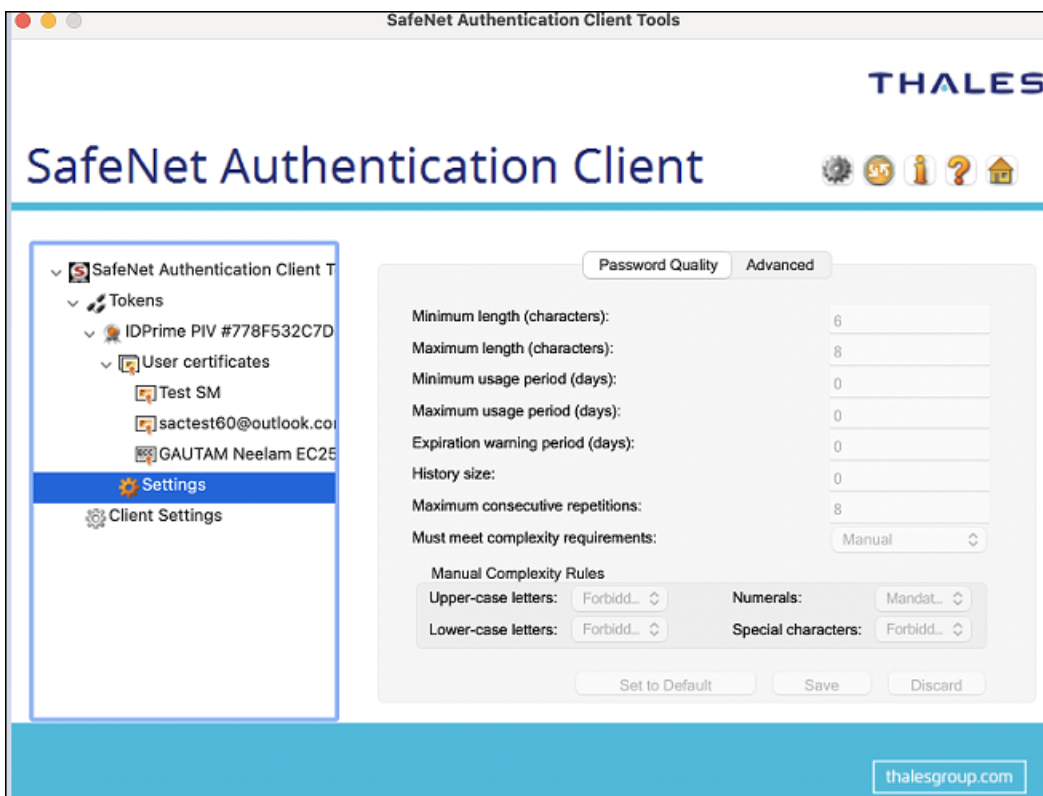 SafeNet Authentication Client Tools
THALES
SafeNet Authentication Client
SafeNet Authentication Client T
Tokens
IDPrime PIV #778F532C7D
User certificates
Test SM
sactest60@outlook.co
GAUTAM Neelam EC25
Settings
Client Settings
Password Quality Advanced
Minimum length (characters): 6
Maximum length (characters): 8
Minimum usage period (days): 0
Maximum usage period (days): 0
Expiration warning period (days): 0
History size: 0
Maximum consecutive repetitions: 8
Must meet complexity requirements: Manual
Manual Complexity Rules
Upper-case letters: Forbidd... Numerals: Mandat...
Lower-case letters: Forbidd... Special characters: Forbidd...
Set to Default Save Discard
thalesgroup.com